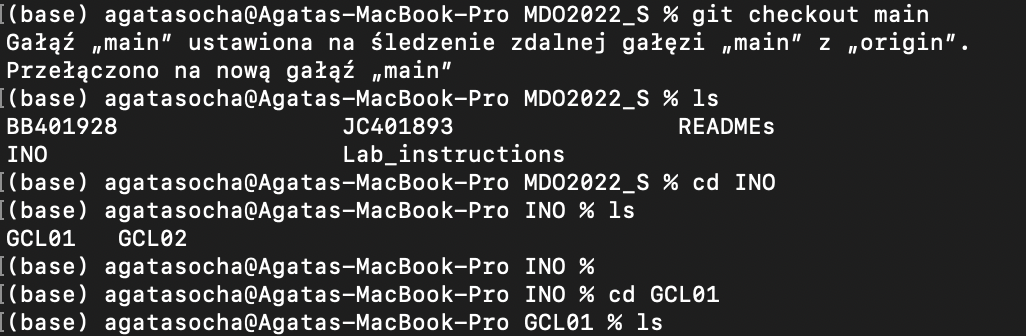 (base) agatasocha@Agatas-MacBook-Pro MDO2022_S % git checkout main
Gałąź „main” ustawiona na śledzenie zdalnej gałęzi „main” z „origin”.
Przełączono na nową gałąź „main”
(base) agatasocha@Agatas-MacBook-Pro MDO2022_S % ls
BB401928 JC401893 READMEs
INO Lab_instructions
(base) agatasocha@Agatas-MacBook-Pro MDO2022_S % cd INO
(base) agatasocha@Agatas-MacBook-Pro INO % ls
GCL01 GCL02
(base) agatasocha@Agatas-MacBook-Pro INO %
(base) agatasocha@Agatas-MacBook-Pro INO % cd GCL01
(base) agatasocha@Agatas-MacBook-Pro GCL01 % ls